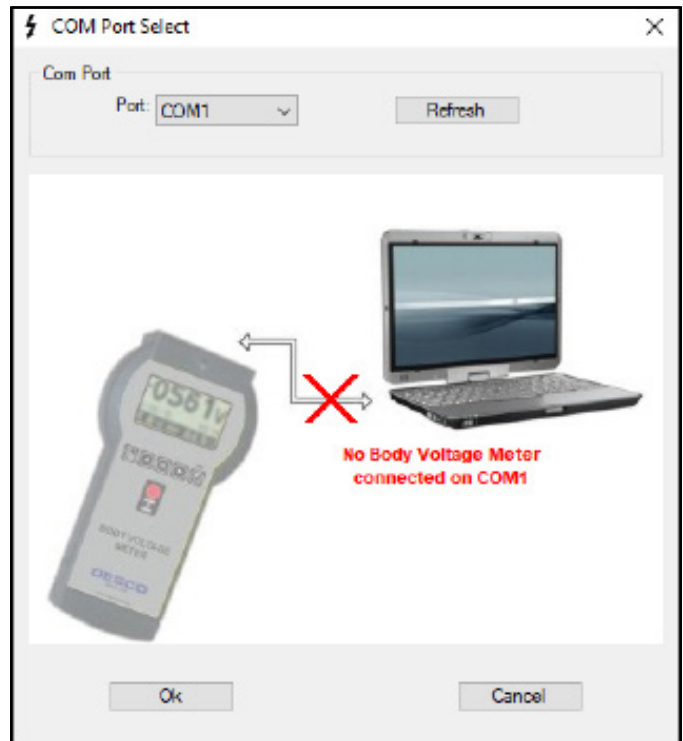 COM Port Select
Com Port
Port: COM1
Refresh
0561v
BODY VOLTAGE
METER
DESCO
No Body Voltage Meter
connected on COM1
Ok
Cancel